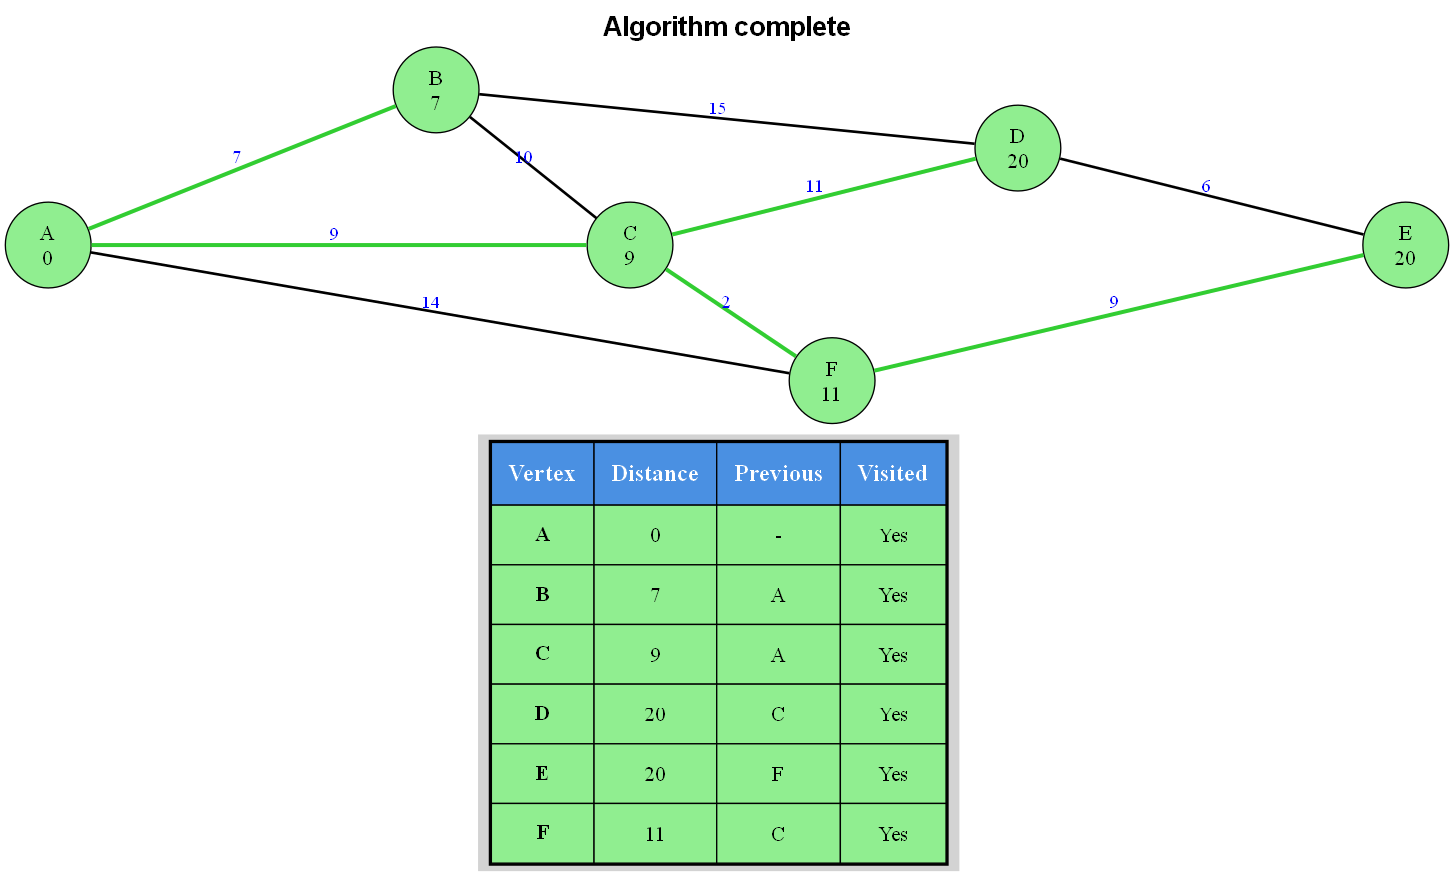 Algorithm complete
B
7
15
D
20
7
10
11
6
A
0
9
C
9
E
20
14
2
9
F
11
Vertex Distance Previous Visited
A 0 - Yes
B 7 A Yes
C 9 A Yes
D 20 C Yes
E 20 F Yes
F 11 C Yes